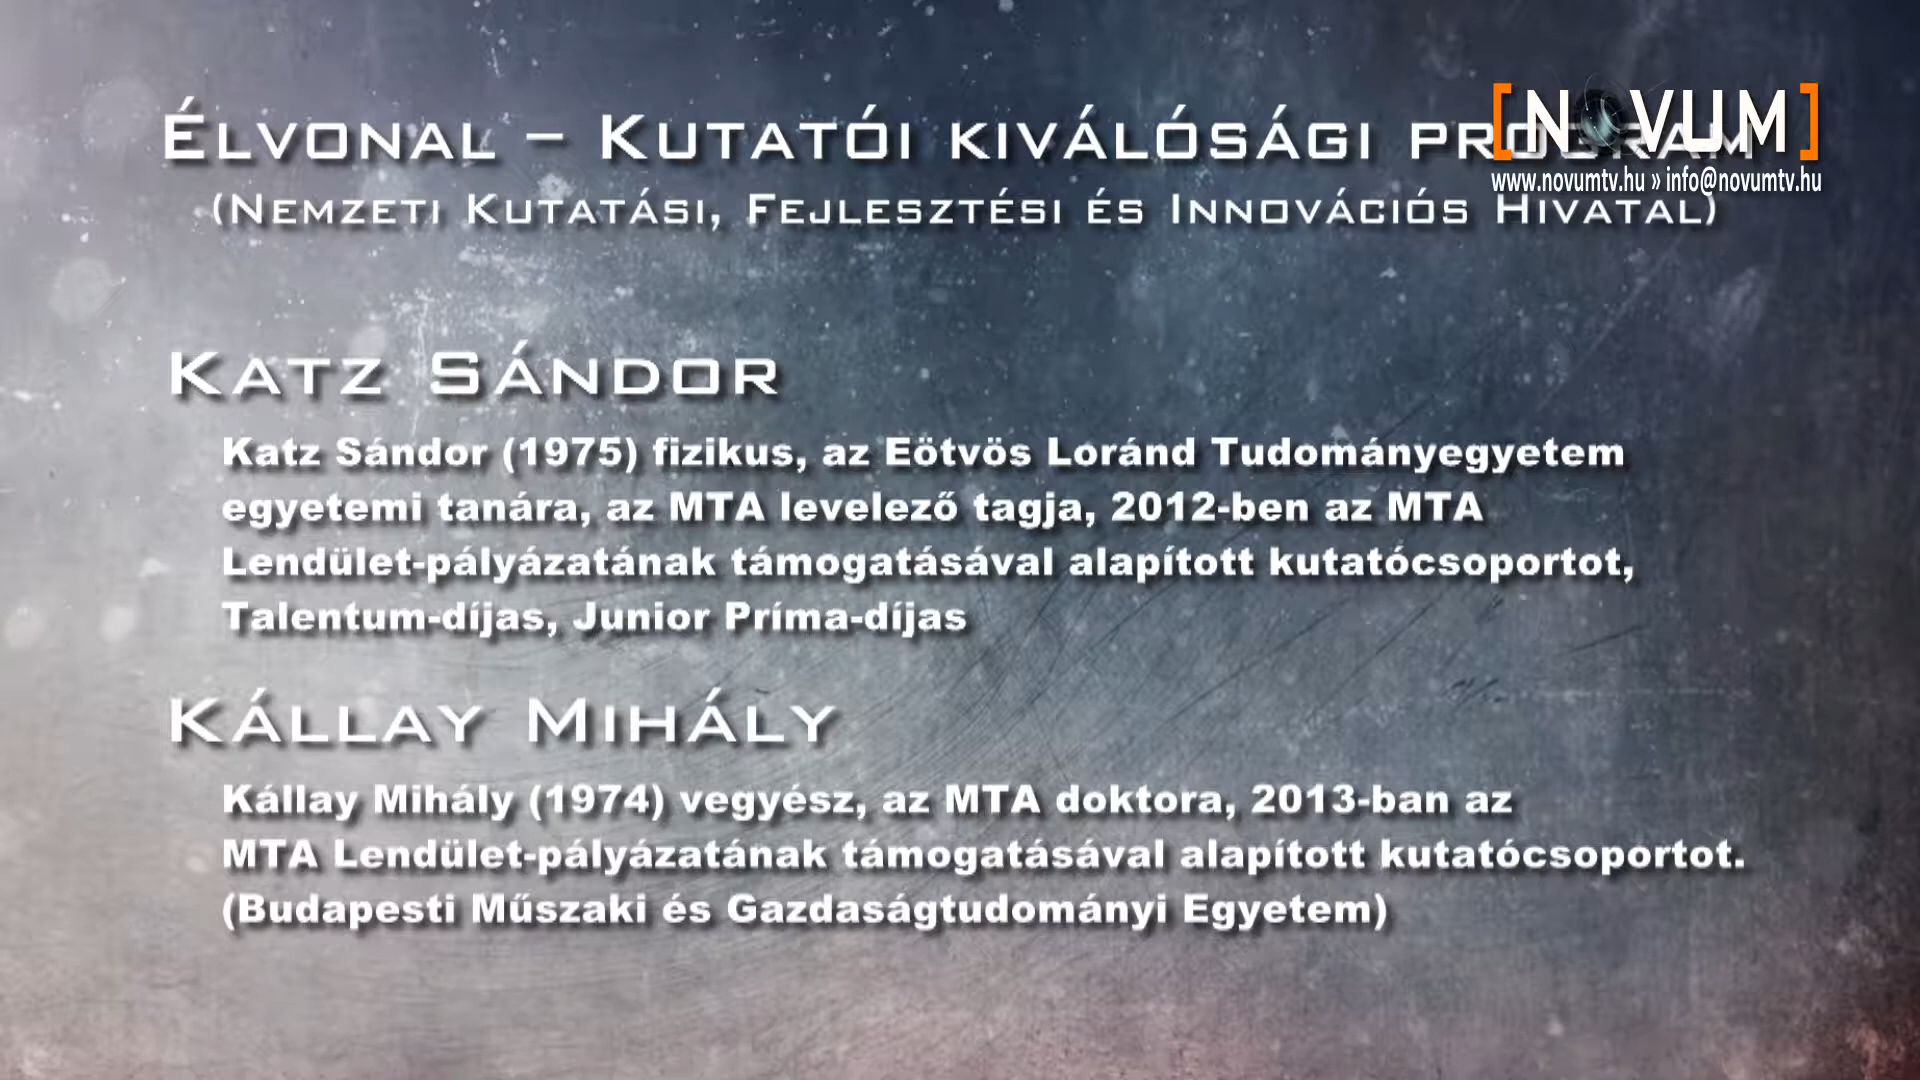 Élvonal – Kutatói kiválósági program
[NOVUM]
www.novumtv.hu » info@novumtv.hu
(Nemzeti Kutatási, Fejlesztési és Innovációs Hivatal)
Katz Sándor
Katz Sándor (1975) fizikus, az Eötvös Loránd Tudományegyetem
egyetemi tanára, az MTA levelező tagja, 2012-ben az MTA
Lendület-pályázatának támogatásával alapított kutatócsoportot,
Talentum-díjas, Junior Príma-díjas
Kállay Mihály
Kállay Mihály (1974) vegyész, az MTA doktora, 2013-ban az
MTA Lendület-pályázatának támogatásával alapított kutatócsoportot.
(Budapesti Műszaki és Gazdaságtudományi Egyetem)